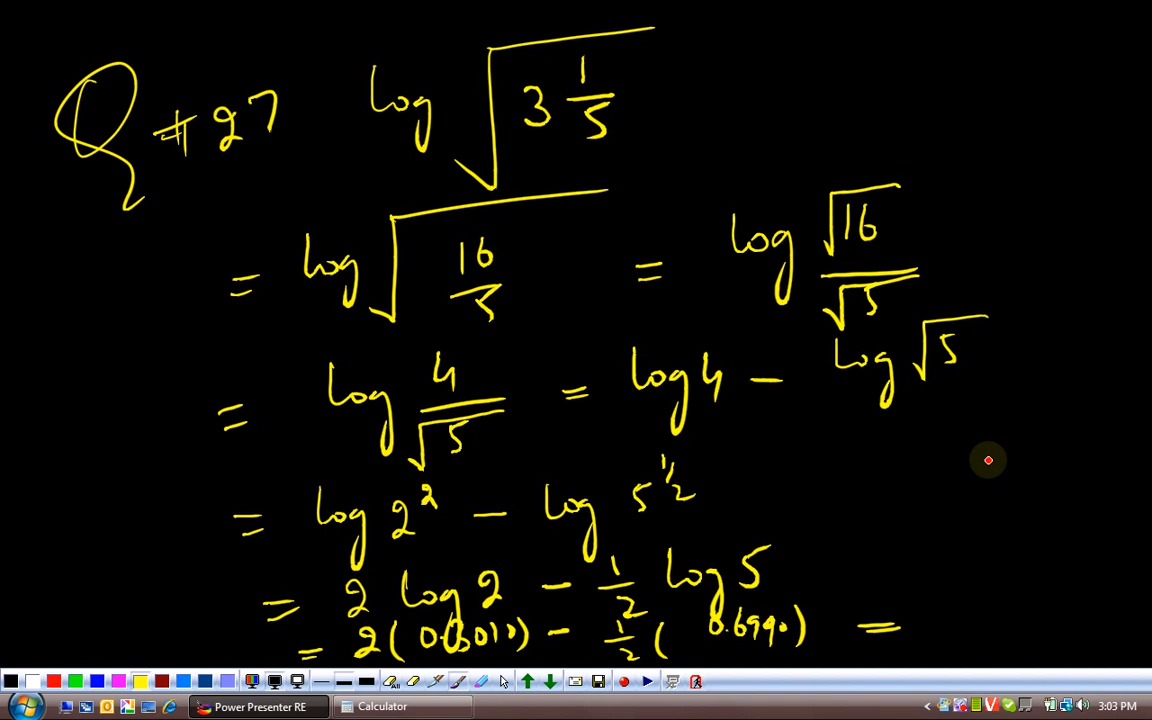 Q # 27 log √(3 1/5)
= log √(16/5) = log √16/√5
= log 4/√5 = log 4 − log √5
= log 2² − log 5^(1/2)
= 2 log 2 − 1/2 log 5
= 2(0.3010) − 1/2(0.6990) =
Power Presenter RE Calculator 3:03 PM